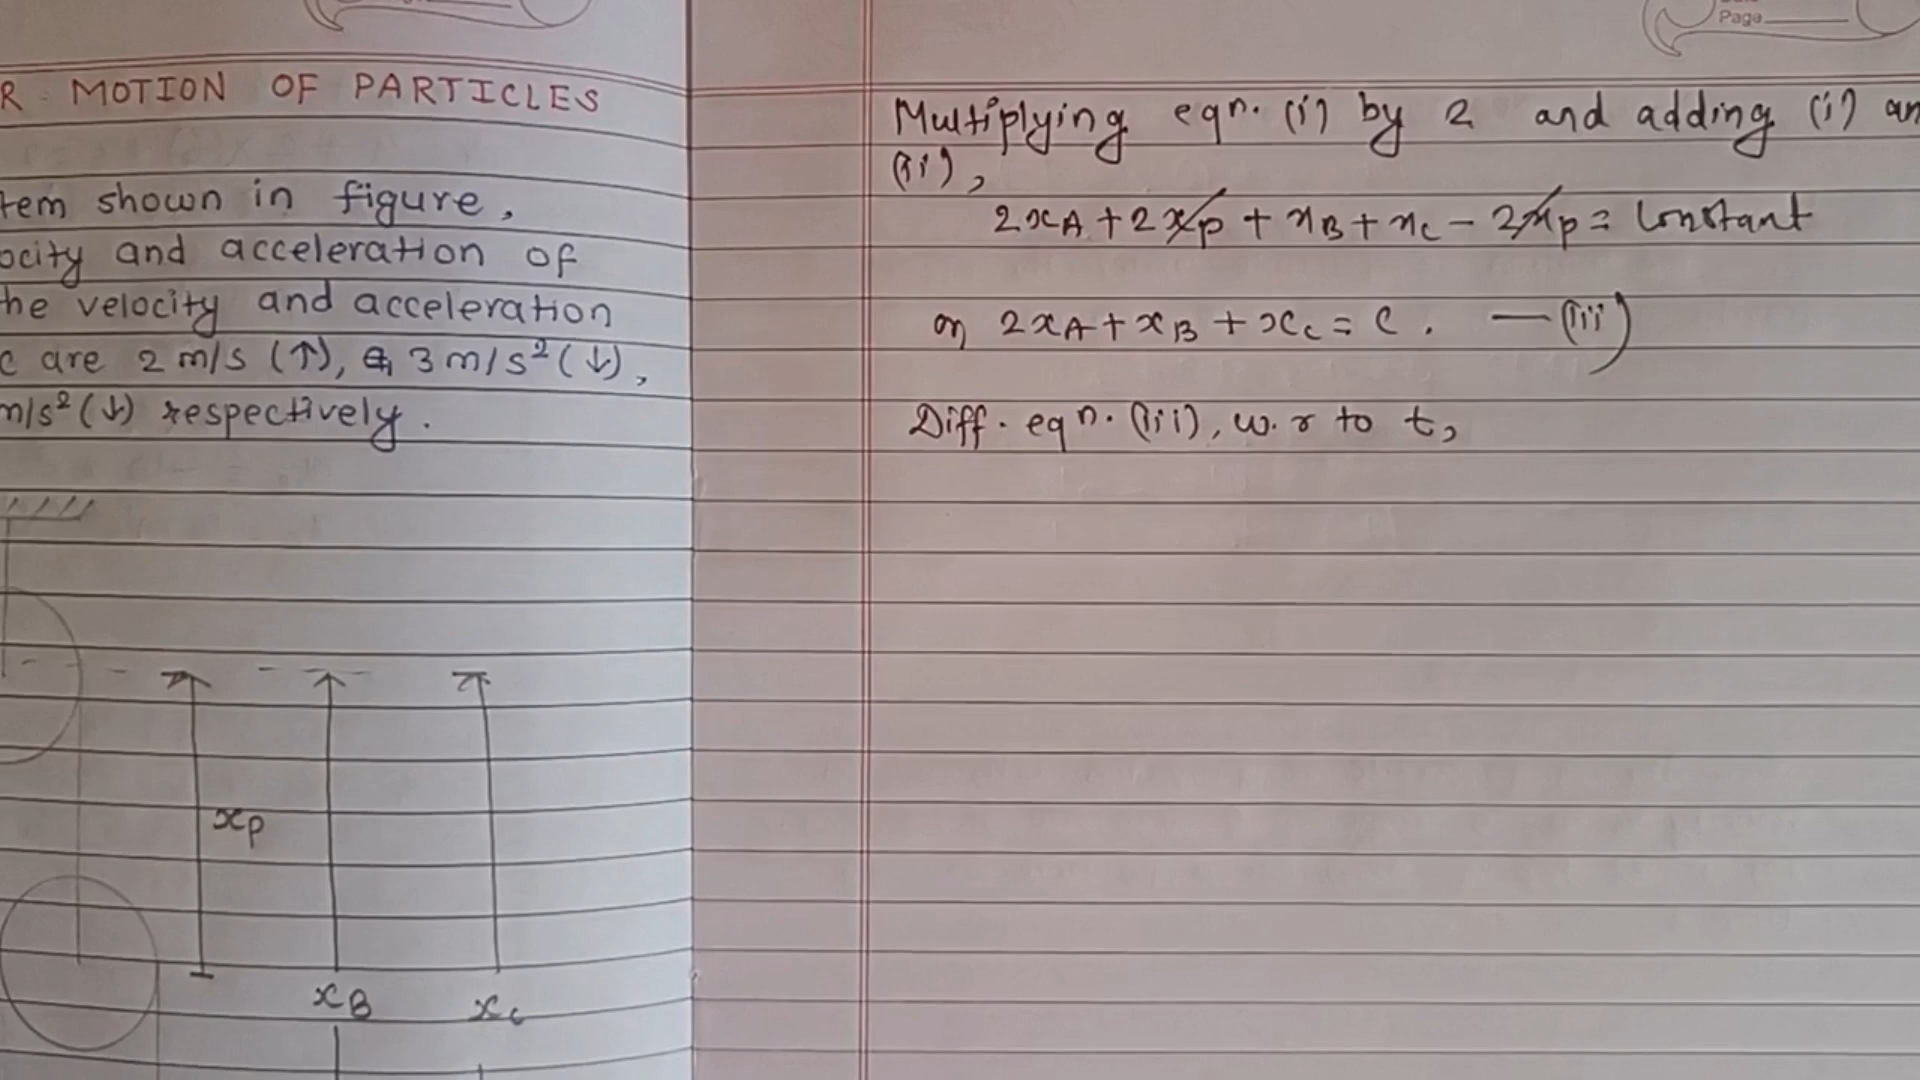 R MOTION OF PARTICLES
tem shown in figure,
ocity and acceleration of
he velocity and acceleration
c are 2 m/s (↑), 3 m/s² (↓),
m/s² (↓) respectively.
xp
xB xc
Page
Multiplying eqn. (i) by 2 and adding (i) an
(ii),
2xA + 2xp + xB + xc - 2xp = Constant
or 2xA + xB + xc = C. — (iii)
Diff. eqn. (iii), w.r to t,